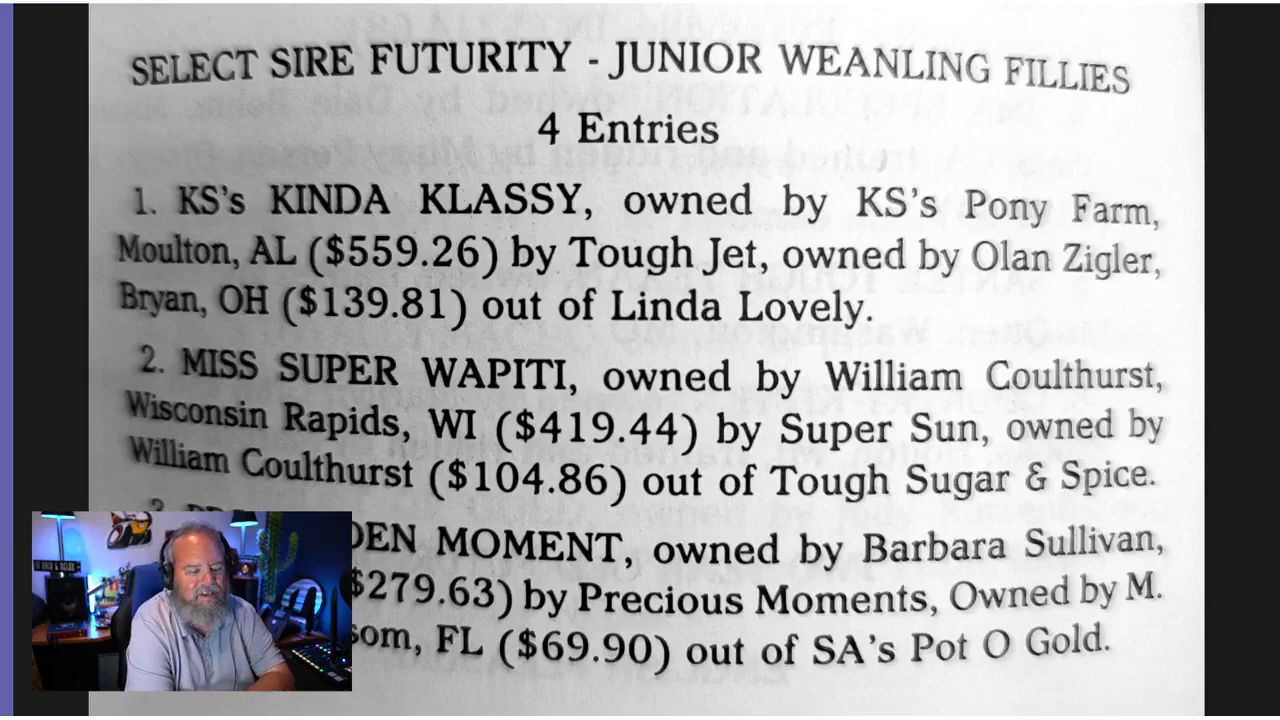 SELECT SIRE FUTURITY - JUNIOR WEANLING FILLIES
4 Entries
1. KS's KINDA KLASSY, owned by KS's Pony Farm,
Moulton, AL ($559.26) by Tough Jet, owned by Olan Zigler,
Bryan, OH ($139.81) out of Linda Lovely.
2. MISS SUPER WAPITI, owned by William Coulthurst,
Wisconsin Rapids, WI ($419.44) by Super Sun, owned by
William Coulthurst ($104.86) out of Tough Sugar & Spice.
DEN MOMENT, owned by Barbara Sullivan,
$279.63) by Precious Moments, Owned by M.
som, FL ($69.90) out of SA's Pot O Gold.